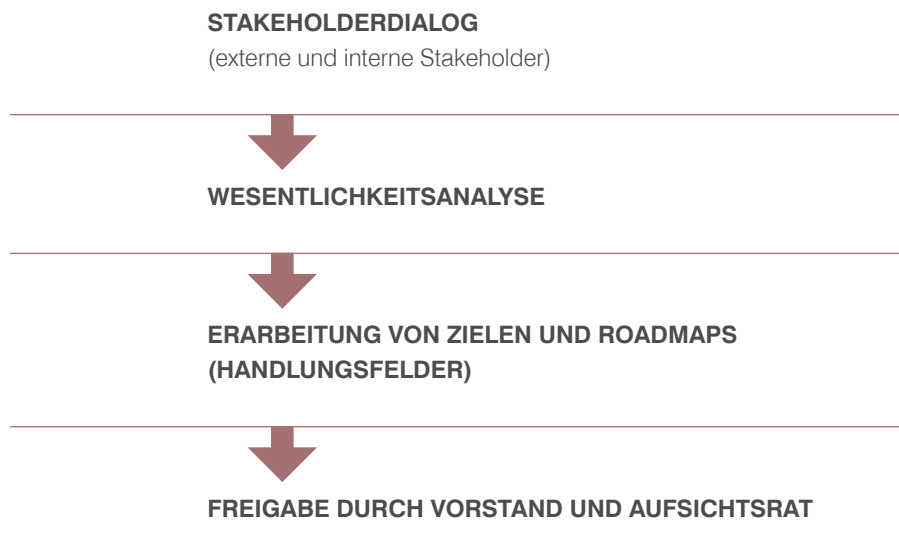 STAKEHOLDERDIALOG
(externe und interne Stakeholder)
WESENTLICHKEITSANALYSE
ERARBEITUNG VON ZIELEN UND ROADMAPS
(HANDLUNGSFELDER)
FREIGABE DURCH VORSTAND UND AUFSICHTSRAT